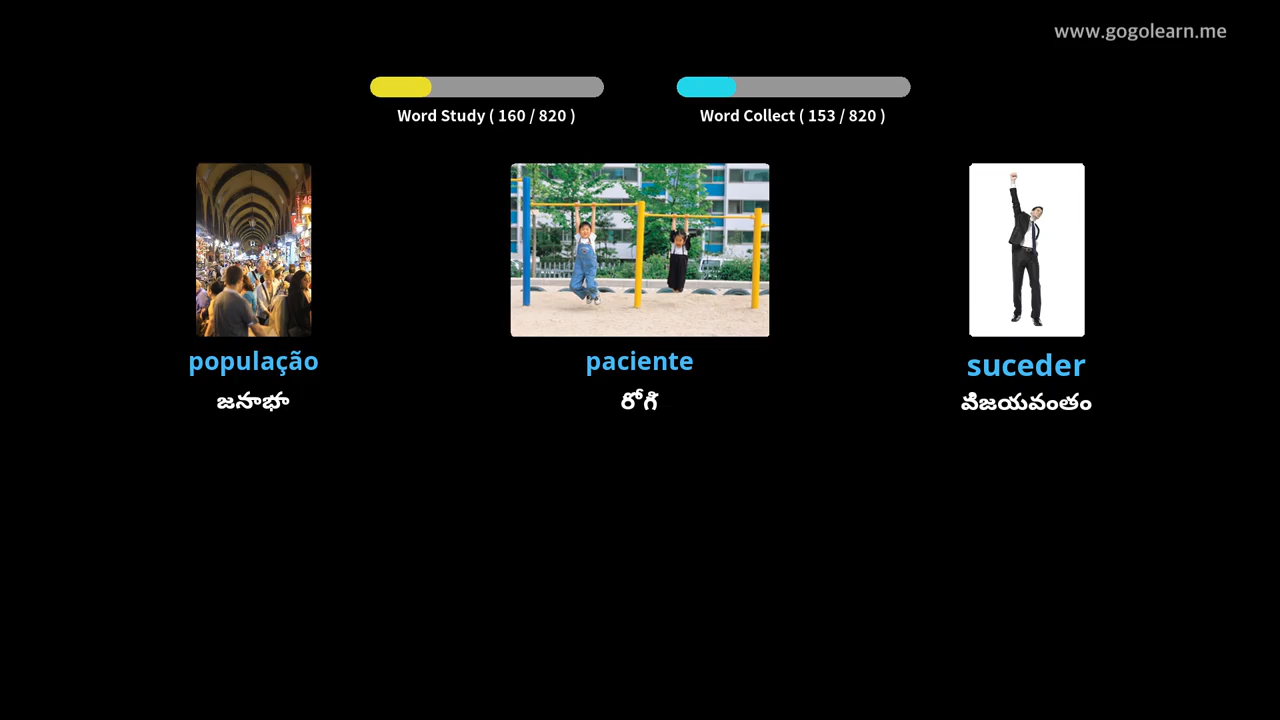 www.gogolearn.me
Word Study ( 160 / 820 )
Word Collect ( 153 / 820 )
população
paciente
suceder
జనాభా
రోగి
విజయవంతం